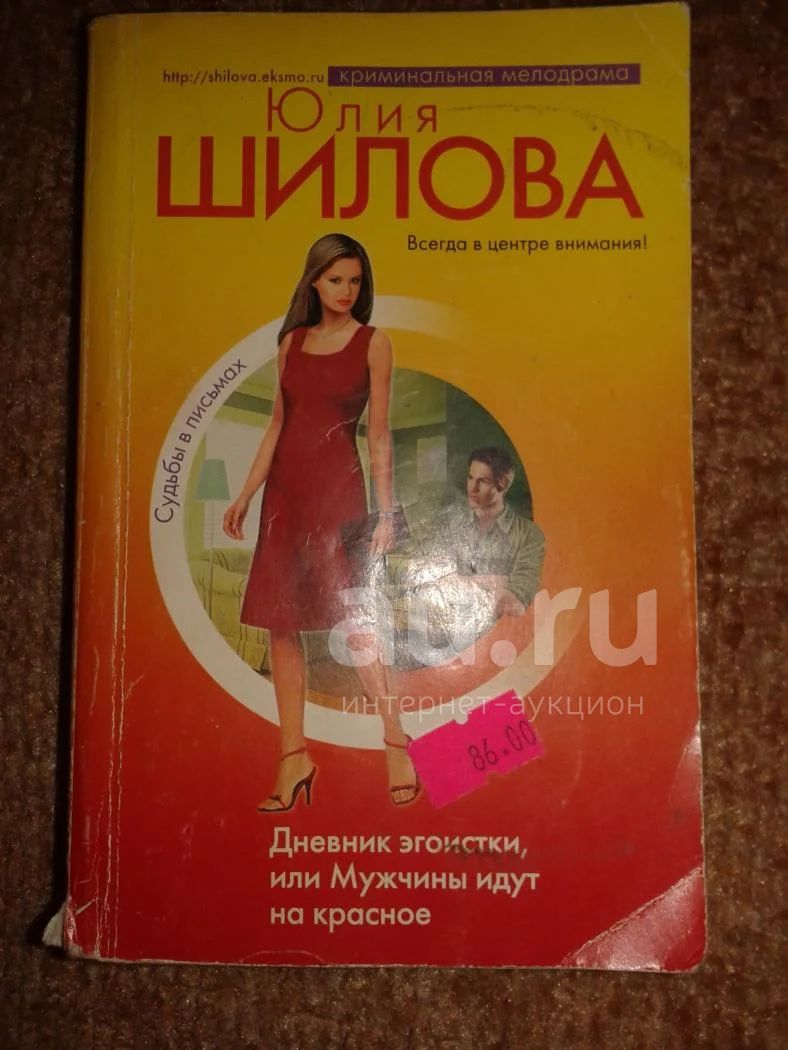 http://shilova.eksmo.ru криминальная мелодрама
Юлия
ШИЛОВА
Всегда в центре внимания!
Судьбы в письмах
au.ru
интернет-аукцион
86.00
Дневник эгоистки,
или Мужчины идут
на красное